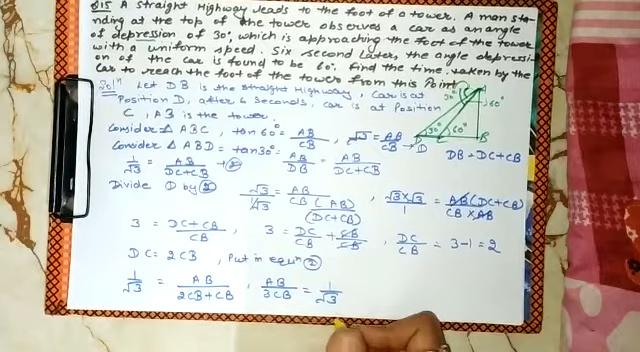 Q15 A straight Highway leads to the foot of a tower. A man sta-
nding at the top of the tower observes a car as an angle
of depression of 30°, which is approaching the foot of the tower
with a uniform speed. Six second later, the angle depressi-
on of the car is found to be 60°. Find the time taken by the
car to reach the foot of the tower from this Point.
Solⁿ Let DB is the straight Highway, Car is at
Position D, after 6 seconds, car is at Position
C, AB is the tower
Consider △ ABC, tan 60° = AB/CB, √3 = AB/CB → ①
Consider △ ABD = tan 30° = AB/DB = AB/DC+CB
DB = DC+CB
30° 60°
D C B
1/√3 = AB/DC+CB → ②
Divide ① by ② √3/1/√3 = AB/CB (AB)/(DC+CB), √3×√3/1 = AB(DC+CB)/CB×AB
3 = DC+CB/CB, 3 = DC/CB + CB/CB, DC/CB = 3-1 = 2
DC = 2CB, Put in equⁿ ②
1/√3 = AB/2CB+CB, AB/3CB = 1/√3